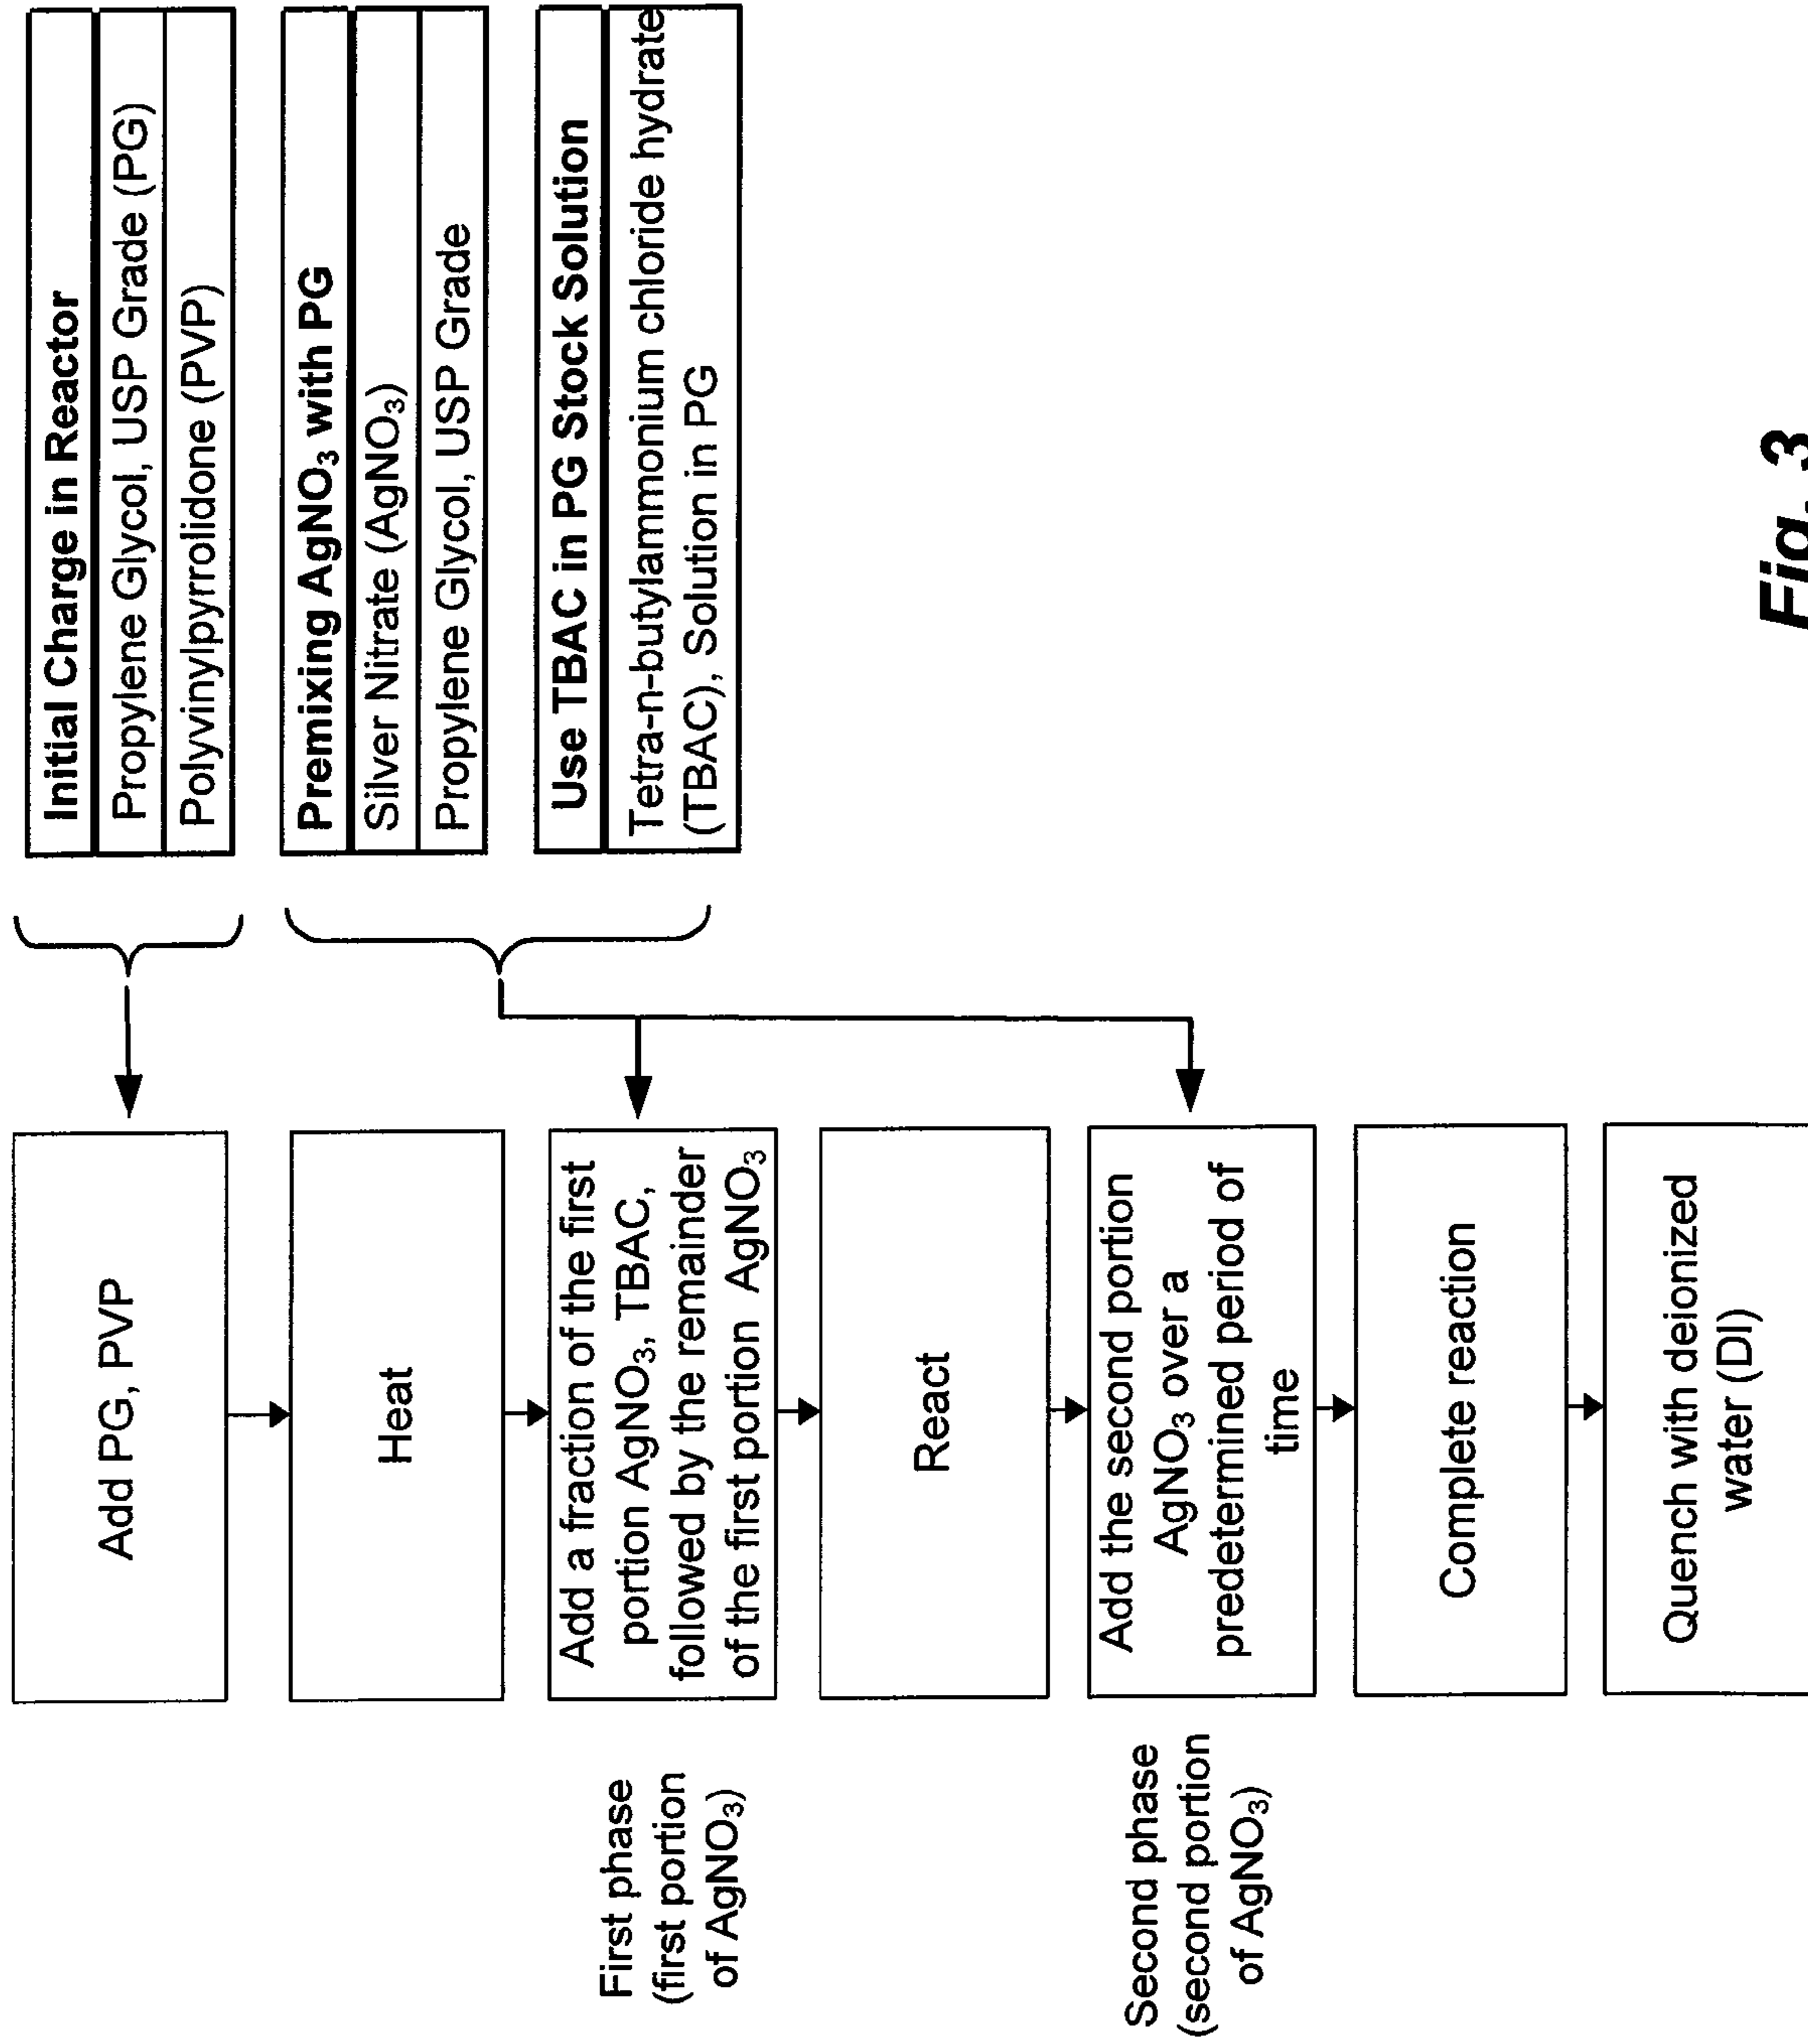 Add PG, PVP
Heat
First phase
(first portion
of AgNO₃)
Add a fraction of the first
portion AgNO₃, TBAC,
followed by the remainder
of the first portion AgNO₃
React
Second phase
(second portion
of AgNO₃)
Add the second portion
AgNO₃ over a
predetermined period of
time
Complete reaction
Quench with deionized
water (DI)
Initial Charge in Reactor
Propylene Glycol, USP Grade (PG)
Polyvinylpyrrolidone (PVP)
Premixing AgNO₃ with PG
Silver Nitrate (AgNO₃)
Propylene Glycol, USP Grade
Use TBAC in PG Stock Solution
Tetra-n-butylammonium chloride hydrate
(TBAC), Solution in PG
Fig. 3